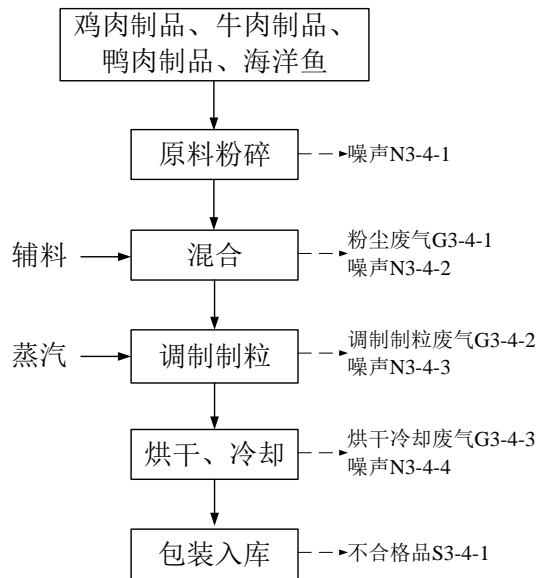 鸡肉制品、牛肉制品、
鸭肉制品、海洋鱼
原料粉碎
噪声N3-4-1
辅料
混合
粉尘废气G3-4-1
噪声N3-4-2
蒸汽
调制制粒
调制制粒废气G3-4-2
噪声N3-4-3
烘干、冷却
烘干冷却废气G3-4-3
噪声N3-4-4
包装入库
不合格品S3-4-1